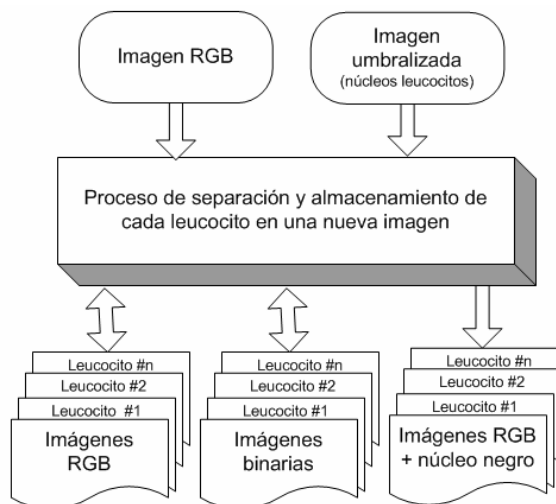 Imagen RGB
Imagen
umbralizada
(núcleos leucocitos)
Proceso de separación y almacenamiento de
cada leucocito en una nueva imagen
Leucocito #n
Leucocito #2
Leucocito #1
Imágenes
RGB
Leucocito #n
Leucocito #2
Leucocito #1
Imágenes
binarias
Leucocito #n
Leucocito #2
Leucocito #1
Imágenes RGB
+ núcleo negro